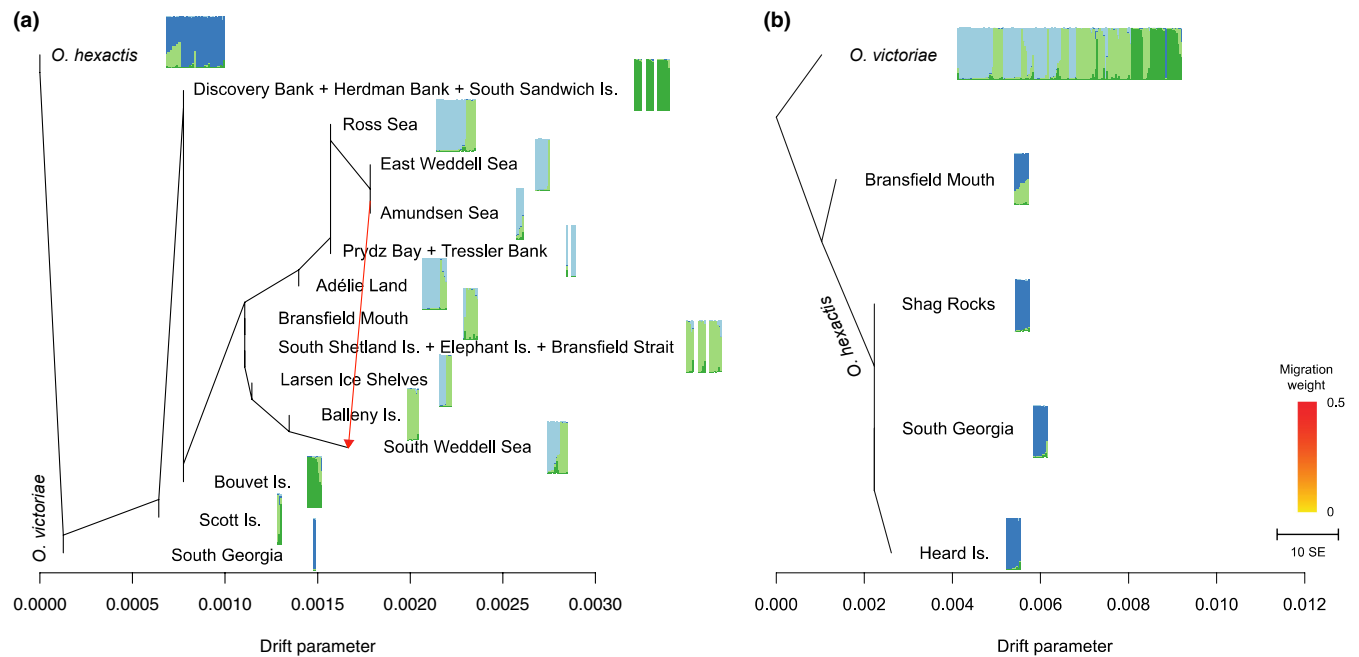 (a)
O. hexactis
Discovery Bank + Herdman Bank + South Sandwich Is.
Ross Sea
East Weddell Sea
Amundsen Sea
Prydz Bay + Tressler Bank
Adélie Land
Bransfield Mouth
South Shetland Is. + Elephant Is. + Bransfield Strait
Larsen Ice Shelves
Balleny Is.
South Weddell Sea
Bouvet Is.
Scott Is.
South Georgia
O. victoriae
0.0000 0.0005 0.0010 0.0015 0.0020 0.0025 0.0030
Drift parameter
(b)
O. victoriae
Bransfield Mouth
Shag Rocks
O. hexactis
South Georgia
Heard Is.
0.000 0.002 0.004 0.006 0.008 0.010 0.012
Drift parameter
Migration
weight
0.5
0
10 SE